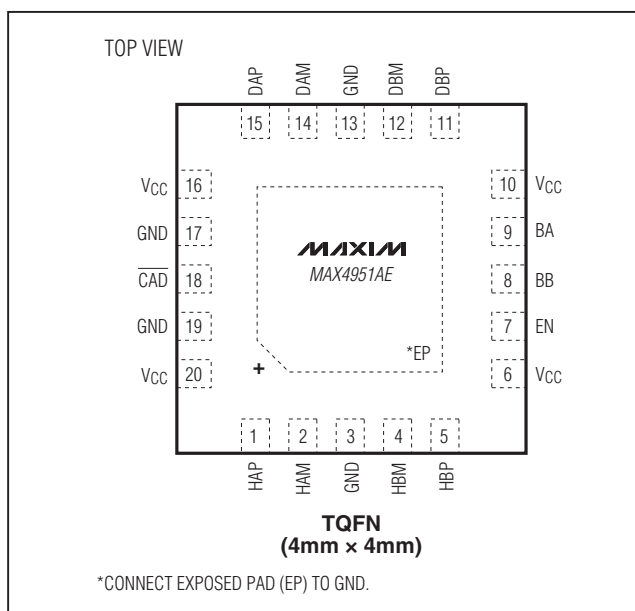 TOP VIEW
DAP DAM GND DBM DBP
15 14 13 12 11
VCC 16 10 VCC
GND 17 9 BA
MAXIM
MAX4951AE
CAD 18 8 BB
GND 19 7 EN
*EP
VCC 20 6 VCC
+
1 2 3 4 5
HAP HAM GND HBM HBP
TQFN
(4mm × 4mm)
*CONNECT EXPOSED PAD (EP) TO GND.